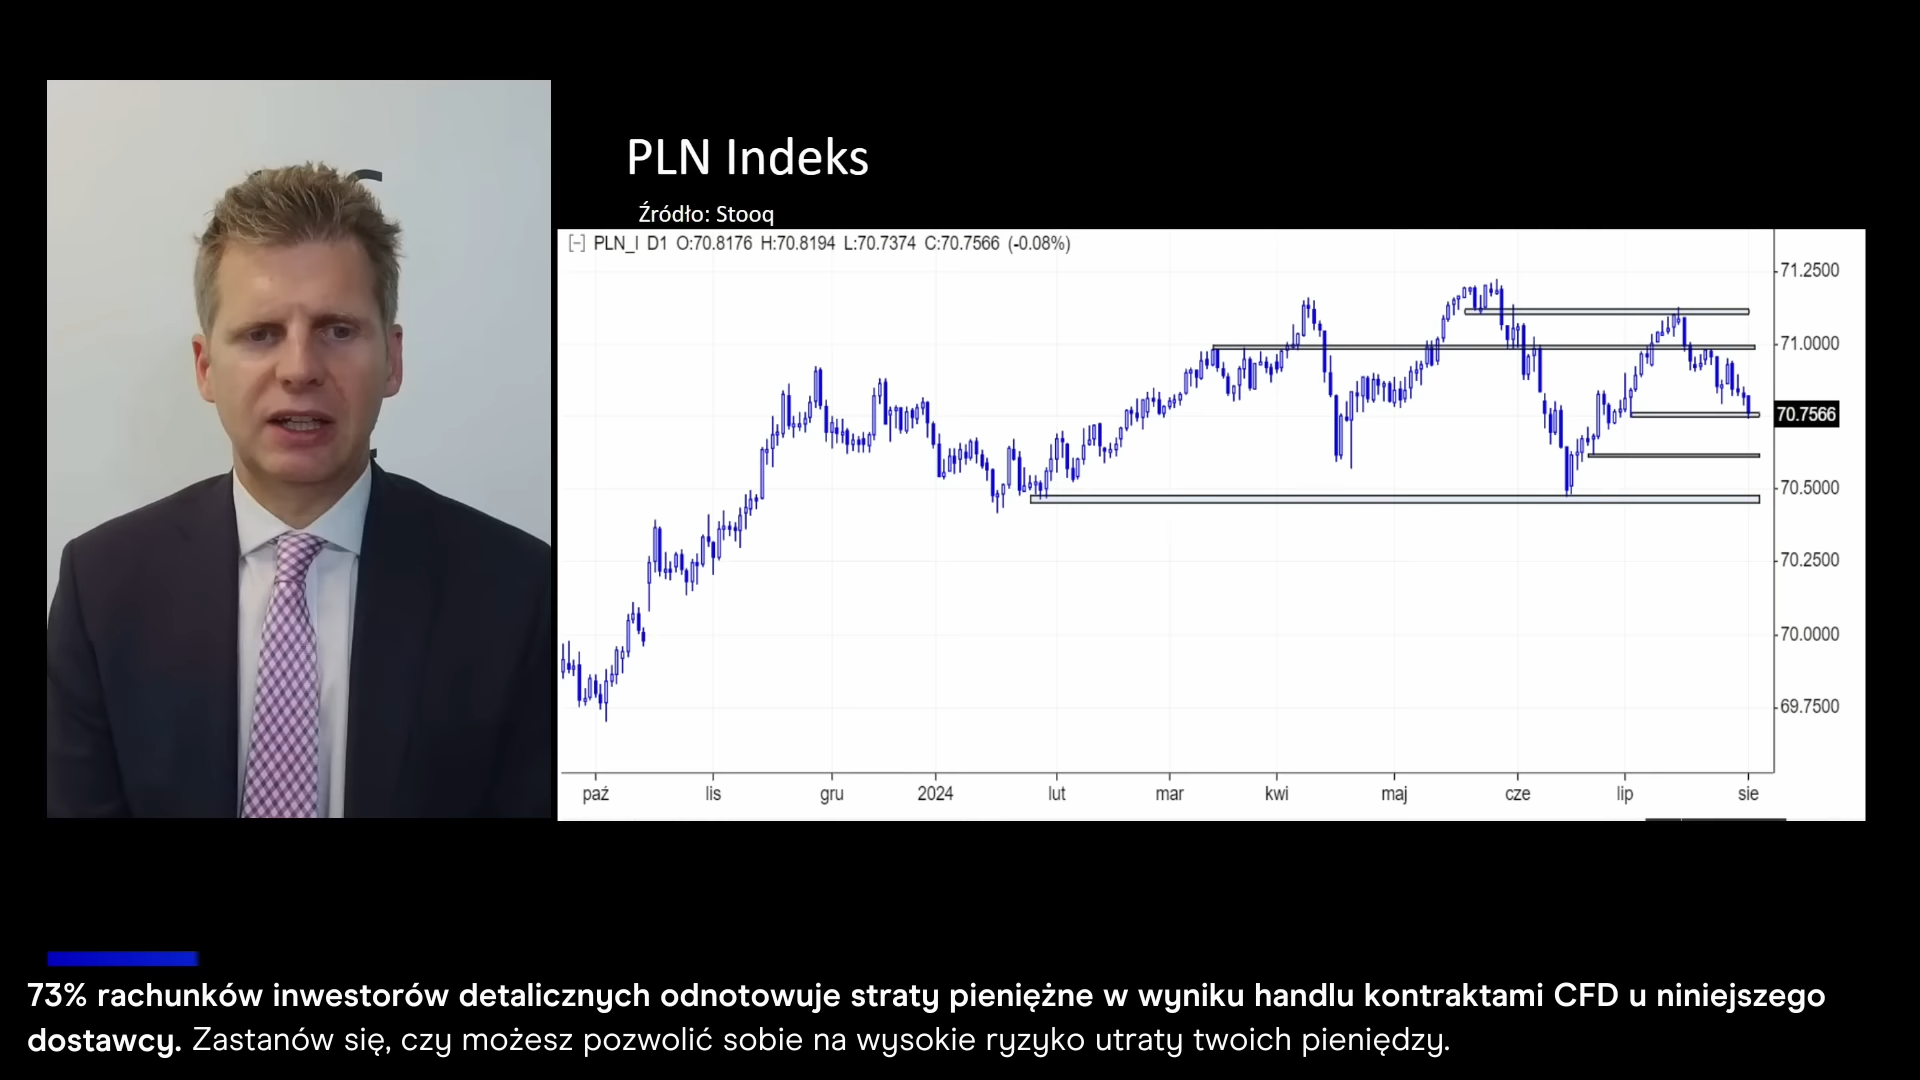 PLN Indeks
Źródło: Stooq
[-] PLN_I D1 O:70.8176 H:70.8194 L:70.7374 C:70.7566 (-0.08%)
71.2500
71.0000
70.7566
70.5000
70.2500
70.0000
69.7500
paź lis gru 2024 lut mar kwi maj cze lip sie
73% rachunków inwestorów detalicznych odnotowuje straty pieniężne w wyniku handlu kontraktami CFD u niniejszego
dostawcy. Zastanów się, czy możesz pozwolić sobie na wysokie ryzyko utraty twoich pieniędzy.